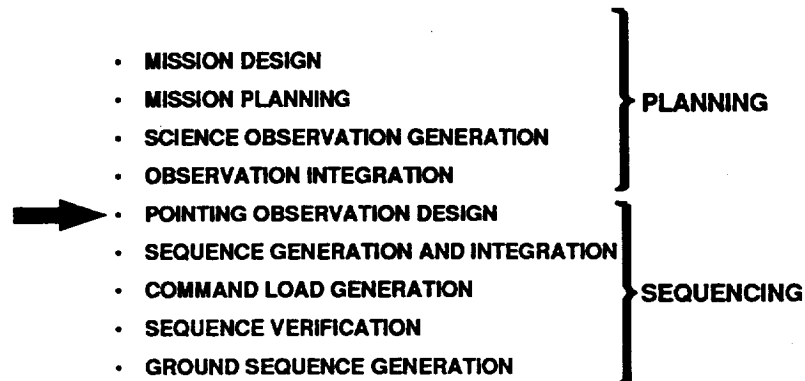 • MISSION DESIGN
• MISSION PLANNING
• SCIENCE OBSERVATION GENERATION
• OBSERVATION INTEGRATION
PLANNING
• POINTING OBSERVATION DESIGN
• SEQUENCE GENERATION AND INTEGRATION
• COMMAND LOAD GENERATION
• SEQUENCE VERIFICATION
• GROUND SEQUENCE GENERATION
SEQUENCING